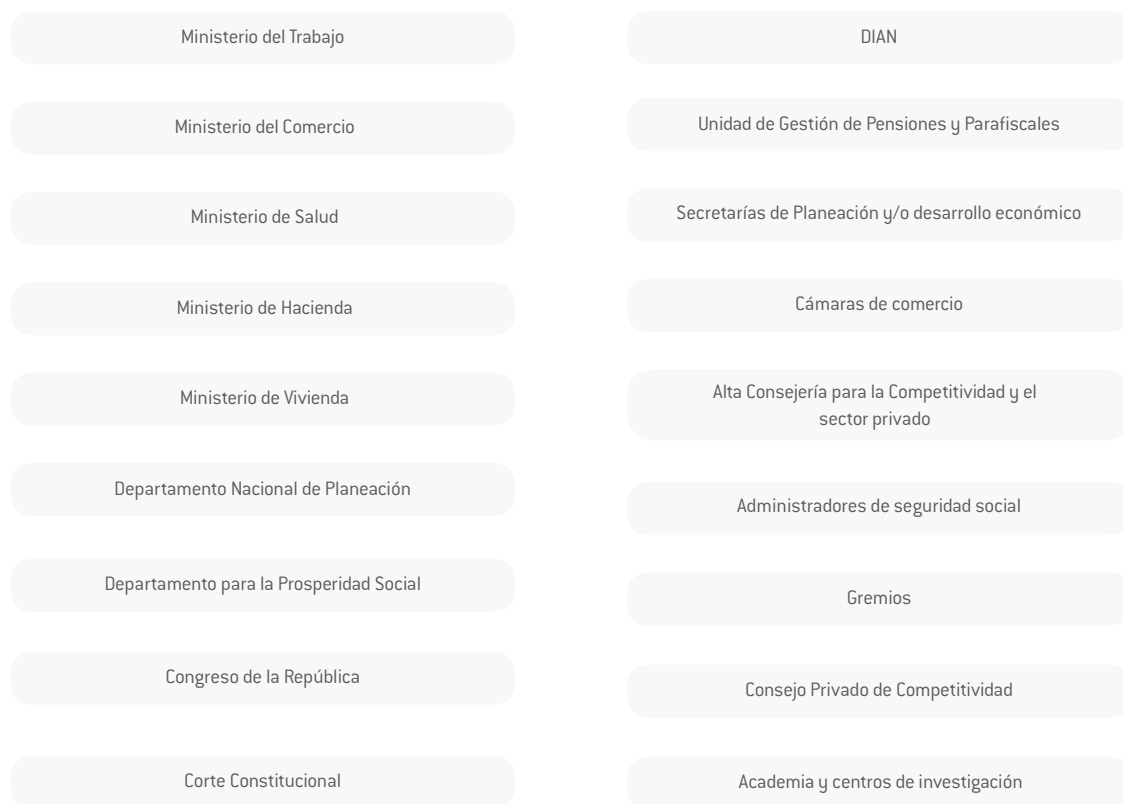 Ministerio del Trabajo
Ministerio del Comercio
Ministerio de Salud
Ministerio de Hacienda
Ministerio de Vivienda
Departamento Nacional de Planeación
Departamento para la Prosperidad Social
Congreso de la República
Corte Constitucional
DIAN
Unidad de Gestión de Pensiones y Parafiscales
Secretarías de Planeación y/o desarrollo económico
Cámaras de comercio
Alta Consejería para la Competitividad y el
sector privado
Administradores de seguridad social
Gremios
Consejo Privado de Competitividad
Academia y centros de investigación